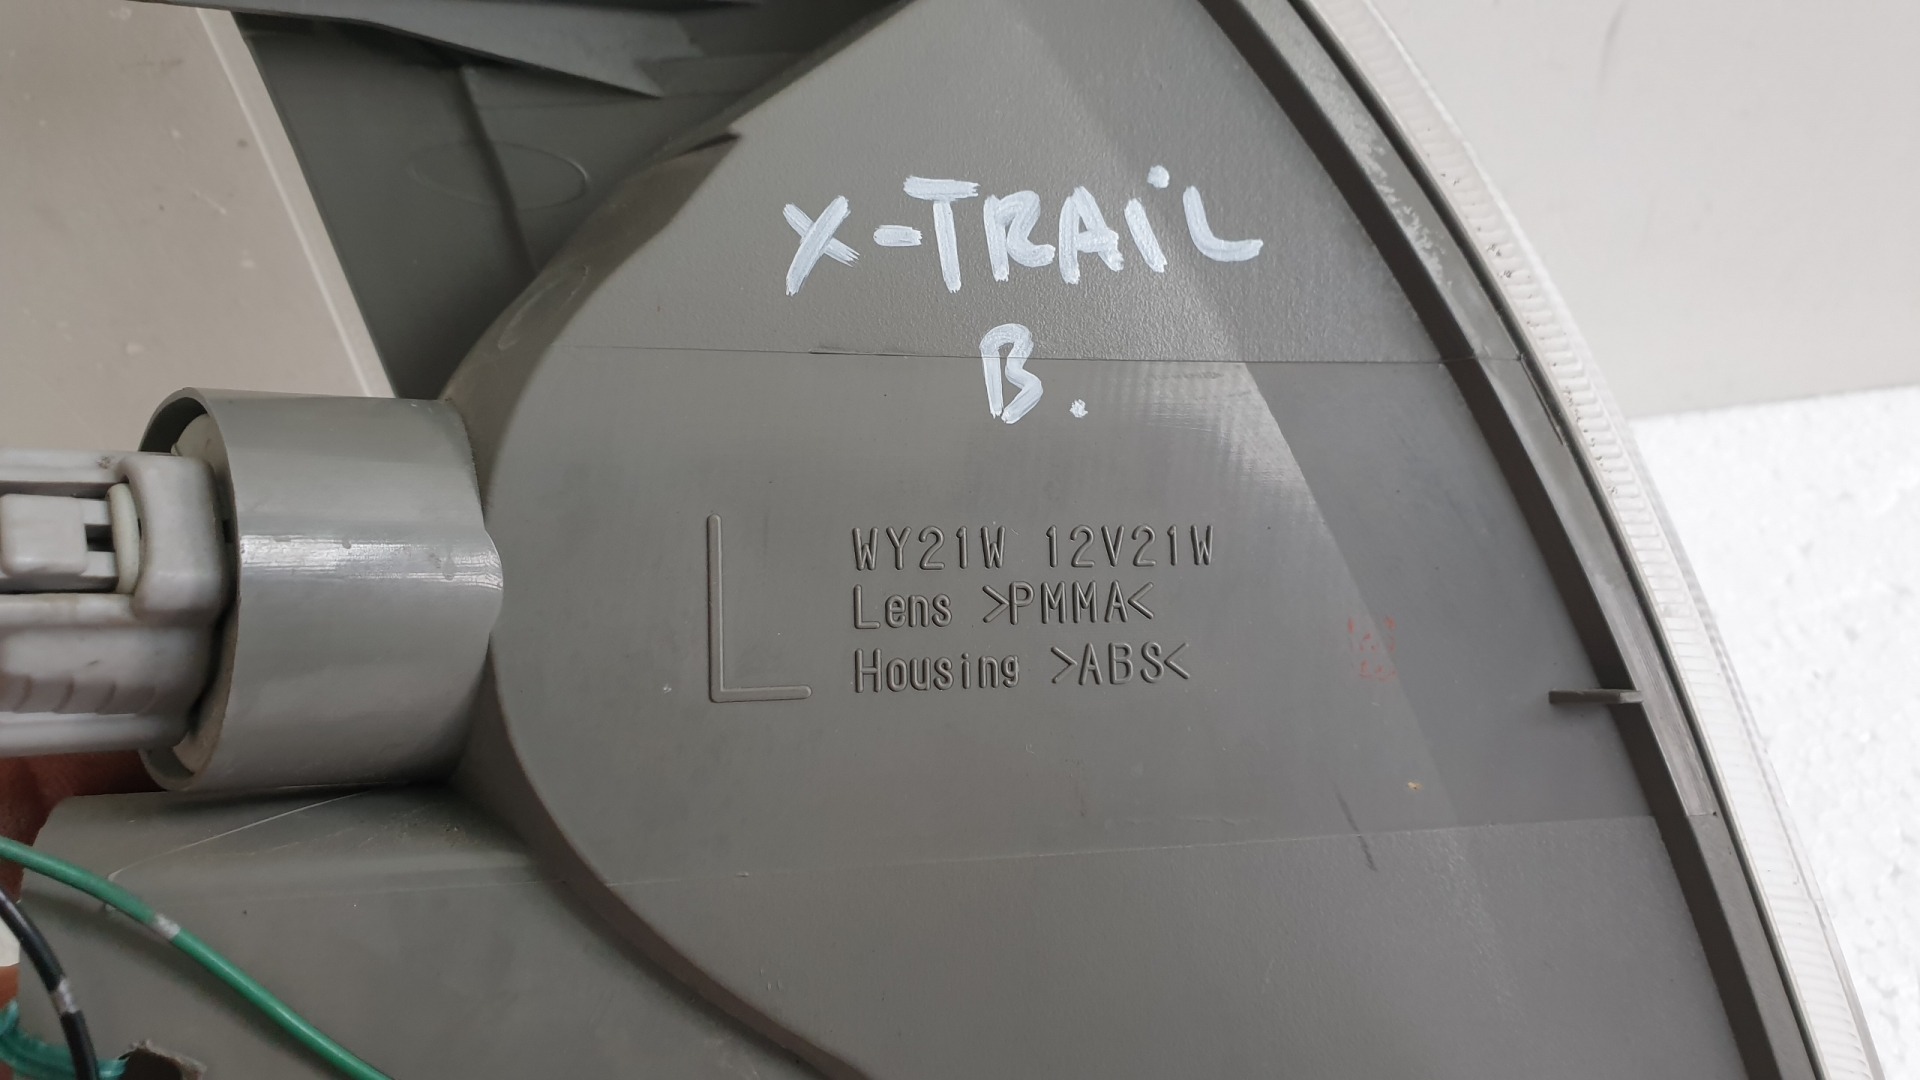 X-TRAiL
B.
L
WY21W 12V21W
Lens >PMMA<
Housing >ABS<